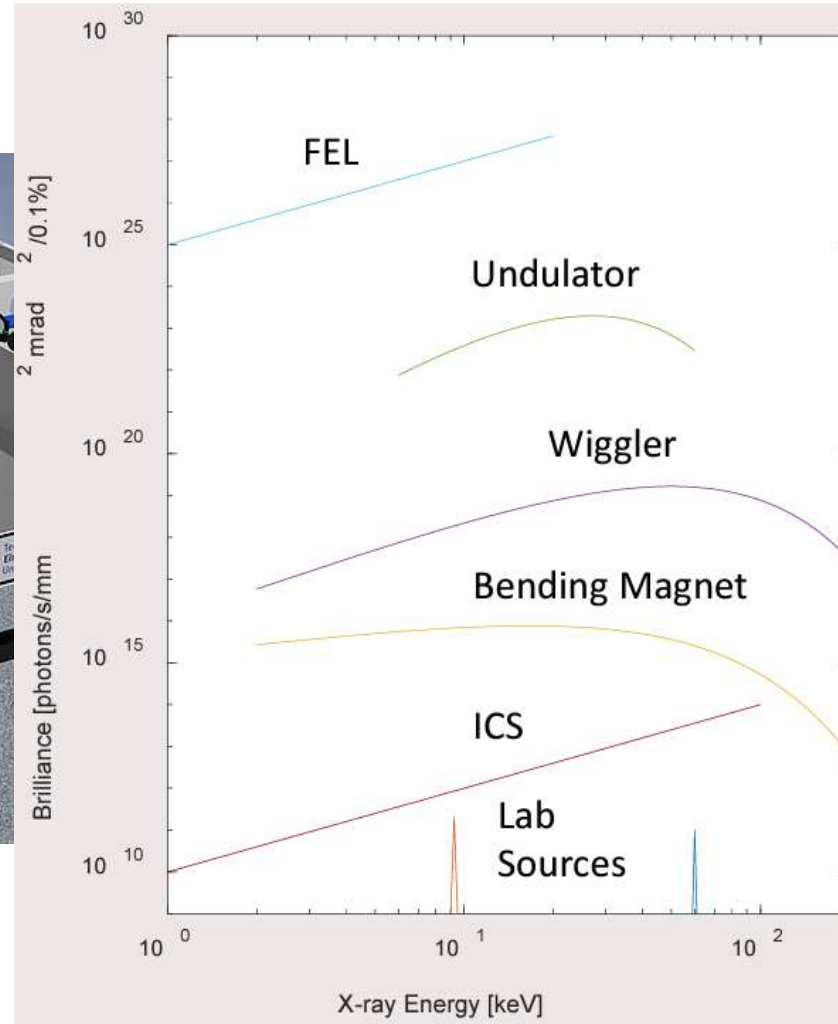 10 30
FEL
10 25
Undulator
10 20
Wiggler
Bending Magnet
10 15
ICS
Lab
Sources
10 10
10 0
10 1
10 2
X-ray Energy [keV]
Brilliance [photons/s/mm 2 mrad 2 /0.1%]